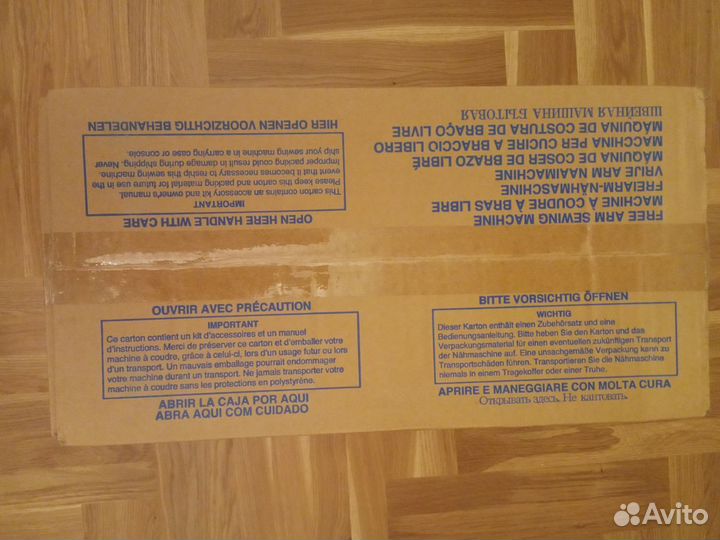 FREE ARM SEWING MACHINE
MACHINE À COUDRE À BRAS LIBRE
FREIARM-NÄHMASCHINE
VRIJE ARM NAAIMACHINE
MÁQUINA DE COSER DE BRAZO LIBRÉ
MACCHINA PER CUCIRE A BRACCIO LIBERO
MÁQUINA DE COSTURA DE BRAÇO LIVRE
ШВЕЙНАЯ МАШИНА БЫТОВАЯ
OPEN HERE HANDLE WITH CARE
IMPORTANT
This carton contains an accessory kit and owner's manual.
Please keep this carton and packing material for future use in the
event that it becomes necessary to reship this sewing machine.
Improper packing could result in damage during shipping. Never
ship your sewing machine in a carrying case or console.
HIER OPENEN VOORZICHTIG BEHANDELEN
OUVRIR AVEC PRÉCAUTION
IMPORTANT
Ce carton contient un kit d'accessoires et un manuel
d'instructions. Merci de préserver ce carton et d'emballer votre
machine à coudre, grâce à celui-ci, lors d'un usage futur ou lors
d'un transport. Un mauvais emballage pourrait endommager
votre machine durant un transport. Ne jamais transporter votre
machine à coudre sans les protections en polystyrène.
ABRIR LA CAJA POR AQUI
ABRA AQUI COM CUIDADO
BITTE VORSICHTIG ÖFFNEN
WICHTIG
Dieser Karton enthält einen Zubehörsatz und eine
Bedienungsanleitung. Bitte heben Sie den Karton und das
Verpackungsmaterial für einen eventuellen zukünftigen Transport
der Nähmaschine auf. Eine unsachgemäße Verpackung kann zu
Transportschäden führen. Transportieren Sie die Nähmaschine
niemals in einem Tragekoffer oder einer Truhe.
APRIRE E MANEGGIARE CON MOLTA CURA
Открывать здесь. Не кантовать.
Avito